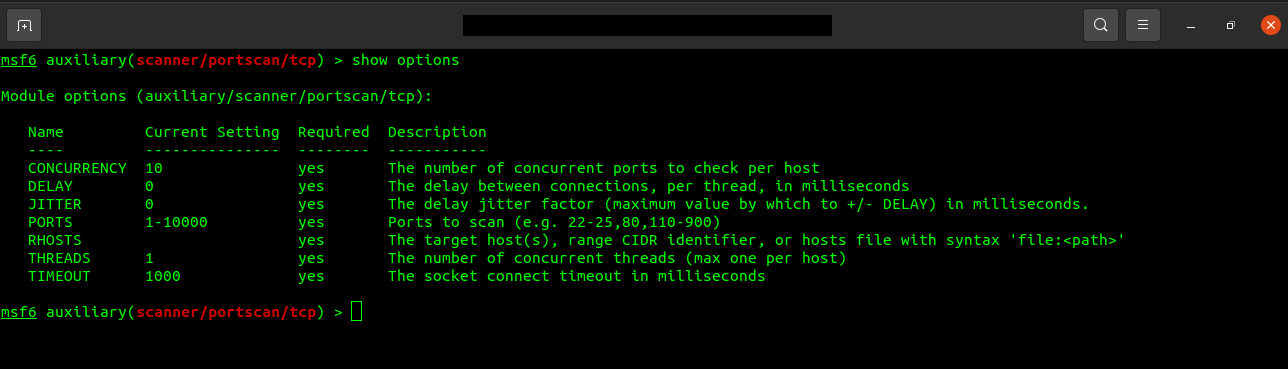 msf6 auxiliary(scanner/portscan/tcp) > show options
Module options (auxiliary/scanner/portscan/tcp):
Name Current Setting Required Description
---- --------------- -------- -----------
CONCURRENCY 10 yes The number of concurrent ports to check per host
DELAY 0 yes The delay between connections, per thread, in milliseconds
JITTER 0 yes The delay jitter factor (maximum value by which to +/- DELAY) in milliseconds.
PORTS 1-10000 yes Ports to scan (e.g. 22-25,80,110-900)
RHOSTS yes The target host(s), range CIDR identifier, or hosts file with syntax 'file:<path>'
THREADS 1 yes The number of concurrent threads (max one per host)
TIMEOUT 1000 yes The socket connect timeout in milliseconds
msf6 auxiliary(scanner/portscan/tcp) >